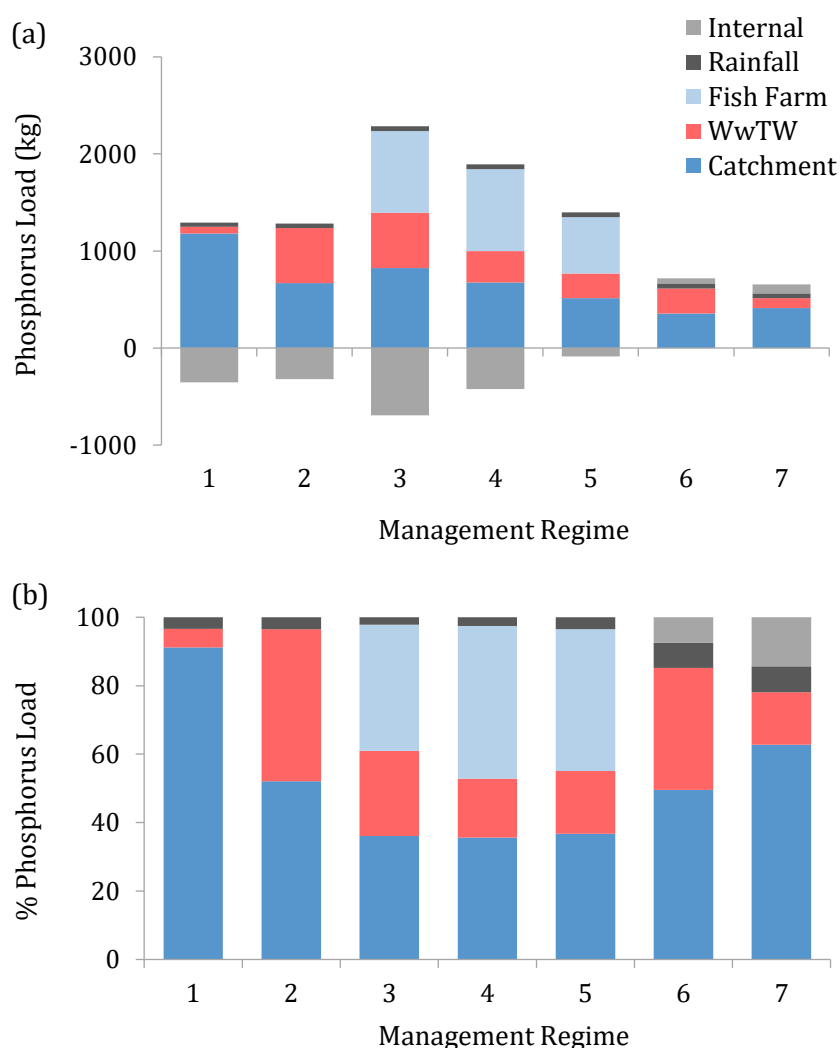 (a)
Internal
Rainfall
Fish Farm
WwTW
Catchment
Phosphorus Load (kg)
3000
2000
1000
0
-1000
1 2 3 4 5 6 7
Management Regime
(b)
% Phosphorus Load
100
80
60
40
20
0
1 2 3 4 5 6 7
Management Regime